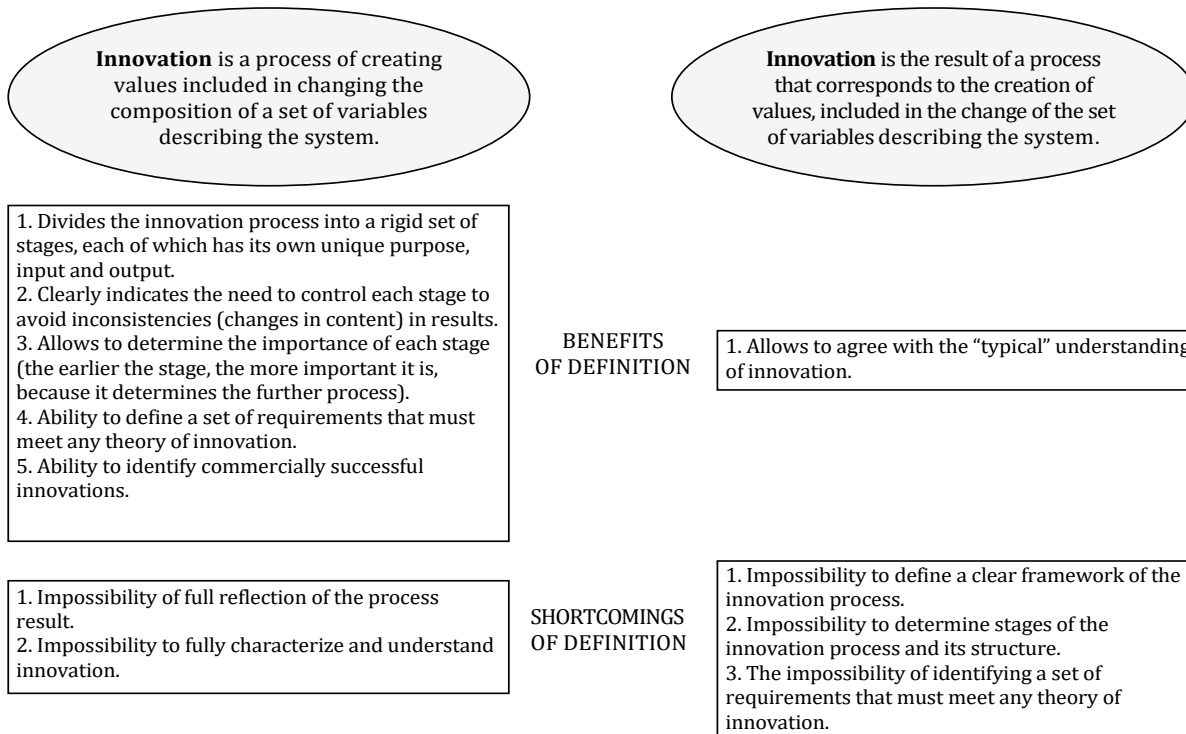 Innovation is a process of creating
values included in changing the
composition of a set of variables
describing the system.
Innovation is the result of a process
that corresponds to the creation of
values, included in the change of the set
of variables describing the system.
1. Divides the innovation process into a rigid set of
stages, each of which has its own unique purpose,
input and output.
2. Clearly indicates the need to control each stage to
avoid inconsistencies (changes in content) in results.
3. Allows to determine the importance of each stage
(the earlier the stage, the more important it is,
because it determines the further process).
4. Ability to define a set of requirements that must
meet any theory of innovation.
5. Ability to identify commercially successful
innovations.
BENEFITS
OF DEFINITION
1. Allows to agree with the “typical” understanding
of innovation.
1. Impossibility of full reflection of the process
result.
2. Impossibility to fully characterize and understand
innovation.
SHORTCOMINGS
OF DEFINITION
1. Impossibility to define a clear framework of the
innovation process.
2. Impossibility to determine stages of the
innovation process and its structure.
3. The impossibility of identifying a set of
requirements that must meet any theory of
innovation.